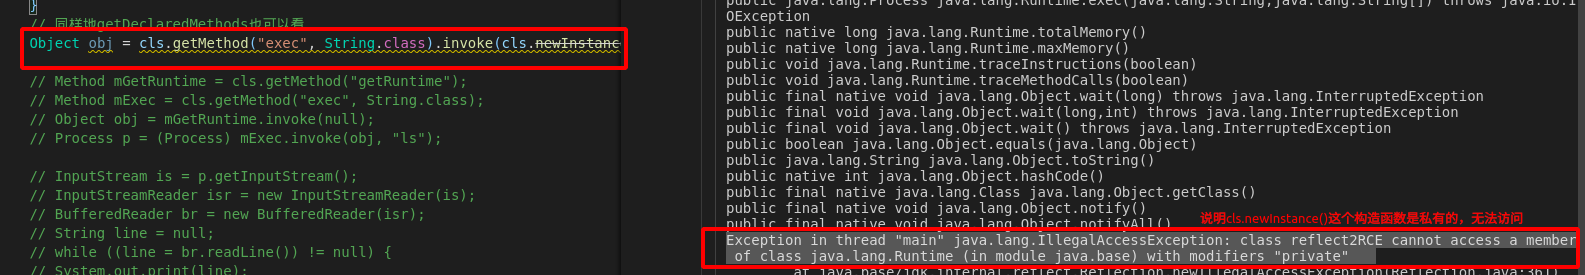 }
// 同样地getDeclaredMethods也可以看
Object obj = cls.getMethod("exec", String.class).invoke(cls.newInstanc
// Method mGetRuntime = cls.getMethod("getRuntime");
// Method mExec = cls.getMethod("exec", String.class);
// Object obj = mGetRuntime.invoke(null);
// Process p = (Process) mExec.invoke(obj, "ls");
// InputStream is = p.getInputStream();
// InputStreamReader isr = new InputStreamReader(is);
// BufferedReader br = new BufferedReader(isr);
// String line = null;
// while ((line = br.readLine()) != null) {
// System.out.print(line);
public java.lang.Process java.lang.Runtime.exec(java.lang.String,java.lang.String[]) throws java.io.I
OException
public native long java.lang.Runtime.totalMemory()
public native long java.lang.Runtime.maxMemory()
public void java.lang.Runtime.traceInstructions(boolean)
public void java.lang.Runtime.traceMethodCalls(boolean)
public final native void java.lang.Object.wait(long) throws java.lang.InterruptedException
public final void java.lang.Object.wait(long,int) throws java.lang.InterruptedException
public final void java.lang.Object.wait() throws java.lang.InterruptedException
public boolean java.lang.Object.equals(java.lang.Object)
public java.lang.String java.lang.Object.toString()
public native int java.lang.Object.hashCode()
public final native java.lang.Class java.lang.Object.getClass()
public final native void java.lang.Object.notify()
public final native void java.lang.Object.notifyAll()
说明cls.newInstance()这个构造函数是私有的，无法访问
Exception in thread "main" java.lang.IllegalAccessException: class reflect2RCE cannot access a member
of class java.lang.Runtime (in module java.base) with modifiers "private"
at java.base/jdk.internal.reflect.Reflection.newIllegalAccessException(Reflection.java:361)